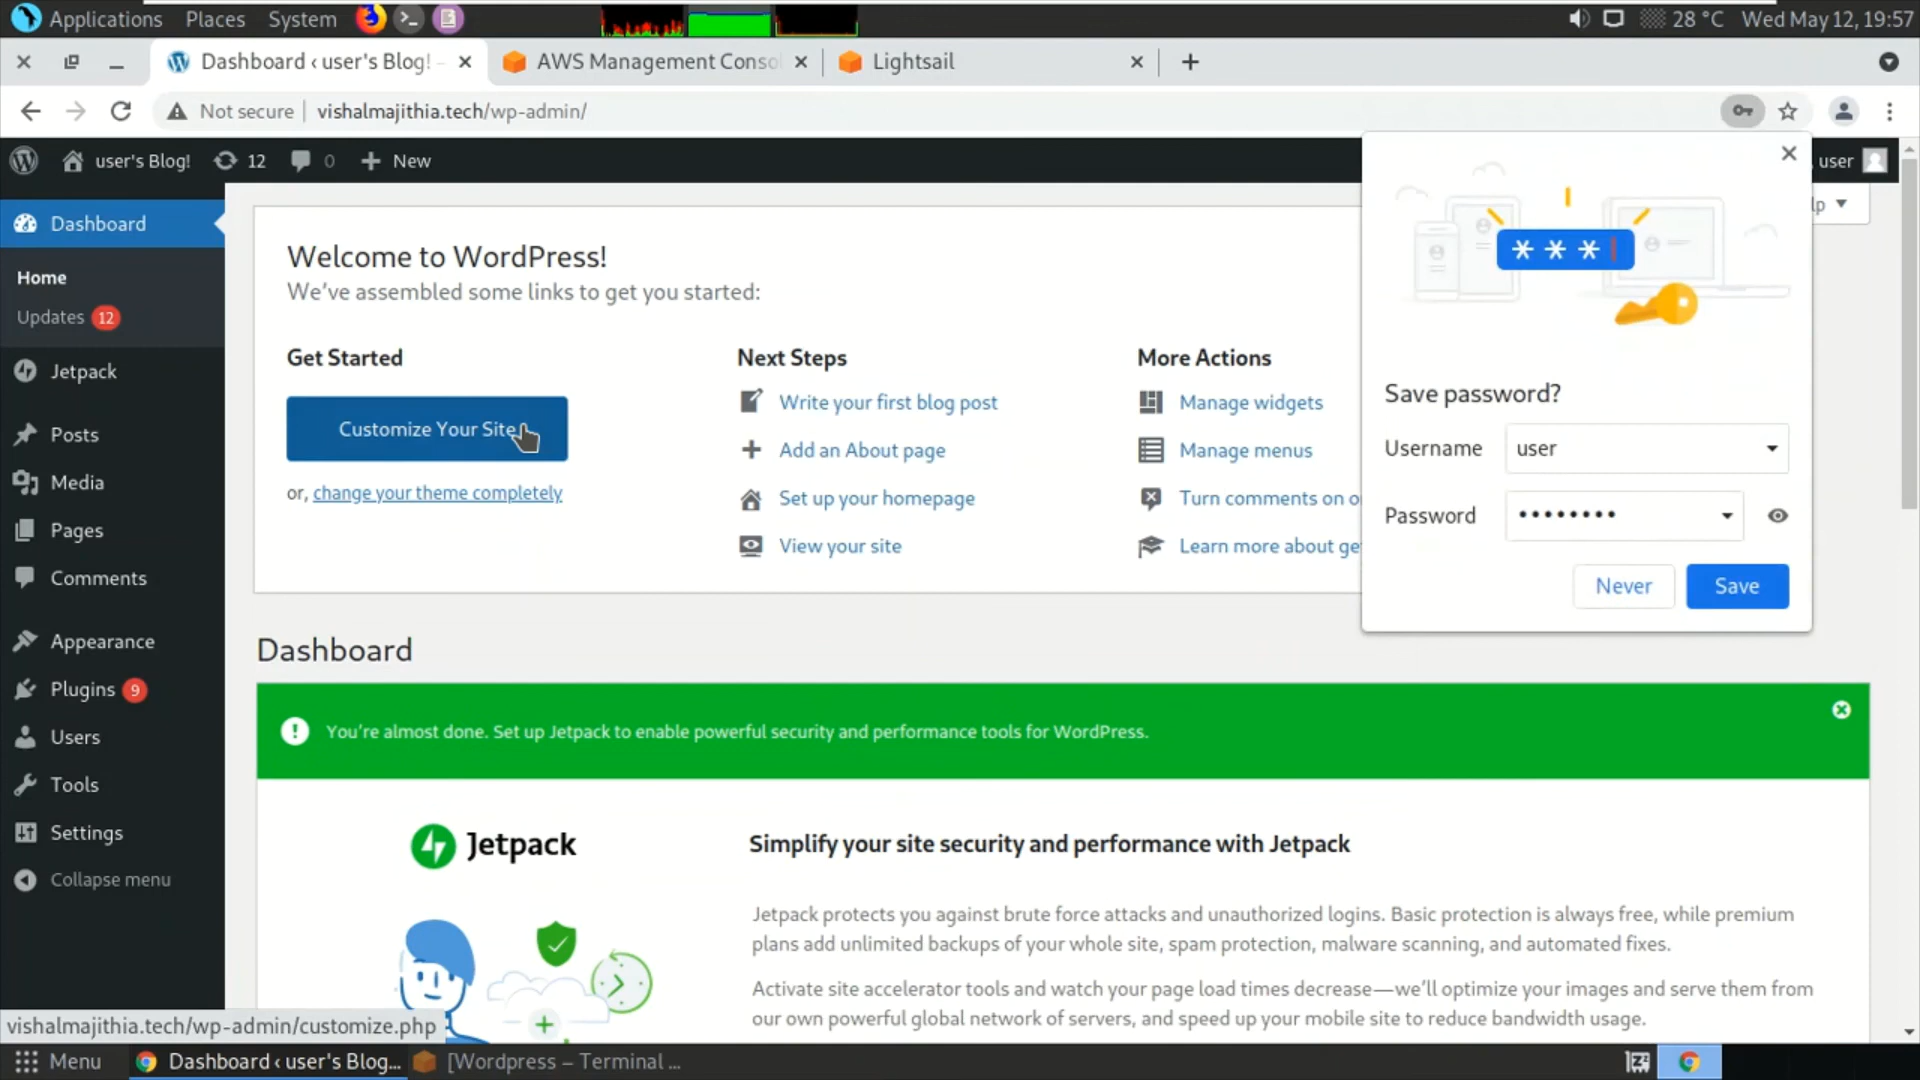 Applications Places System 28 °C Wed May 12, 19:57
Dashboard ‹ user's Blog! – AWS Management Conso Lightsail
Not secure vishalmajithia.tech/wp-admin/
user's Blog! 12 0 New user
Dashboard
Home
Updates 12
Jetpack
Posts
Media
Pages
Comments
Appearance
Plugins 9
Users
Tools
Settings
Collapse menu
Welcome to WordPress!
We've assembled some links to get you started:
Get Started
Customize Your Site
or, change your theme completely
Next Steps
Write your first blog post
Add an About page
Set up your homepage
View your site
More Actions
Manage widgets
Manage menus
Turn comments on o
Learn more about ge
lp
Save password?
Username user
Password ••••••••
Never Save
Dashboard
You're almost done. Set up Jetpack to enable powerful security and performance tools for WordPress.
Jetpack
Simplify your site security and performance with Jetpack
Jetpack protects you against brute force attacks and unauthorized logins. Basic protection is always free, while premium
plans add unlimited backups of your whole site, spam protection, malware scanning, and automated fixes.
Activate site accelerator tools and watch your page load times decrease—we'll optimize your images and serve them from
our own powerful global network of servers, and speed up your mobile site to reduce bandwidth usage.
vishalmajithia.tech/wp-admin/customize.php
Menu Dashboard ‹ user's Blog... [Wordpress – Terminal ...